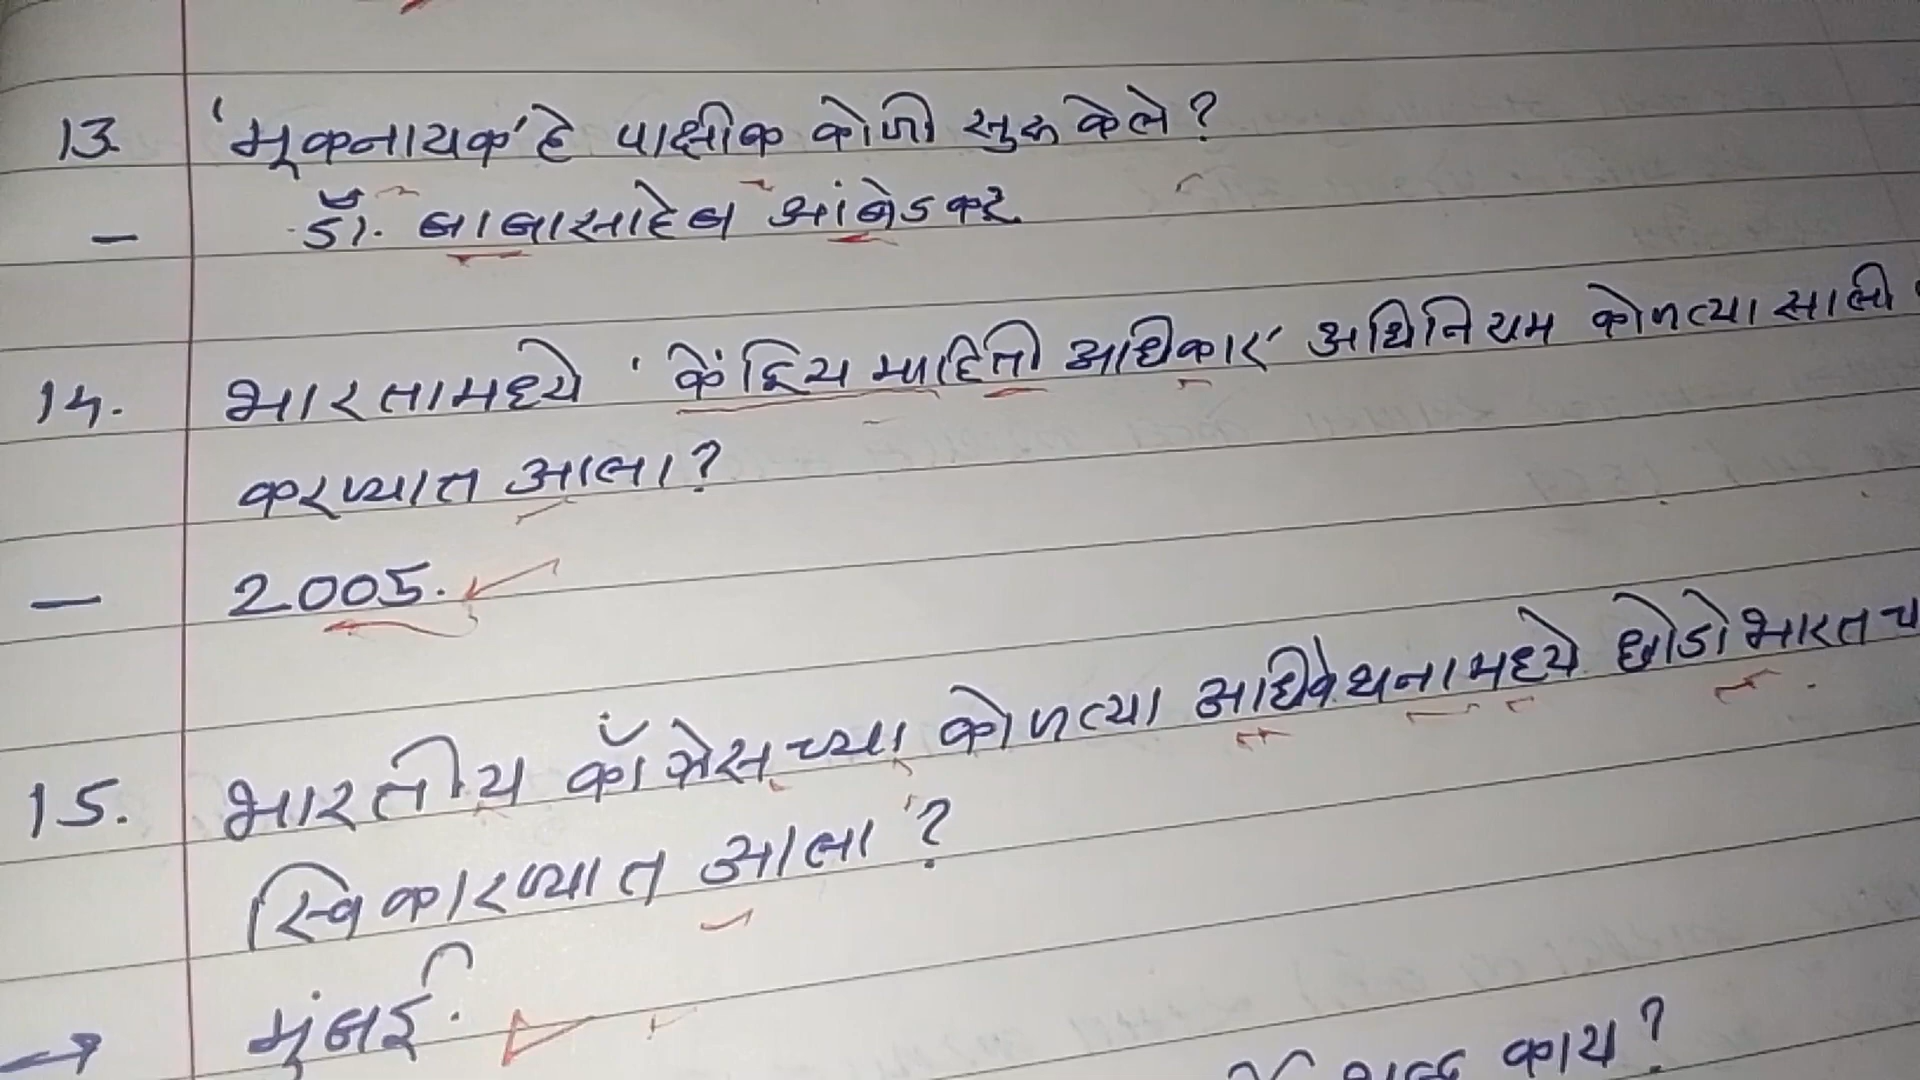 13. 'मूकनायक' हे पाक्षीक कोणी सुरू केले?
- डॉ. बाबासाहेब आंबेडकर
14. भारतामध्ये 'केंद्रिय माहिती अधिकार' अधिनियम कोणत्या साली
करण्यात आला?
- 2005.
15. भारतीय काँग्रेसच्या कोणत्या अधिवेशनामध्ये छोडो भारत
स्विकारण्यात आला?
→ मूंबई.
शब्द काय?